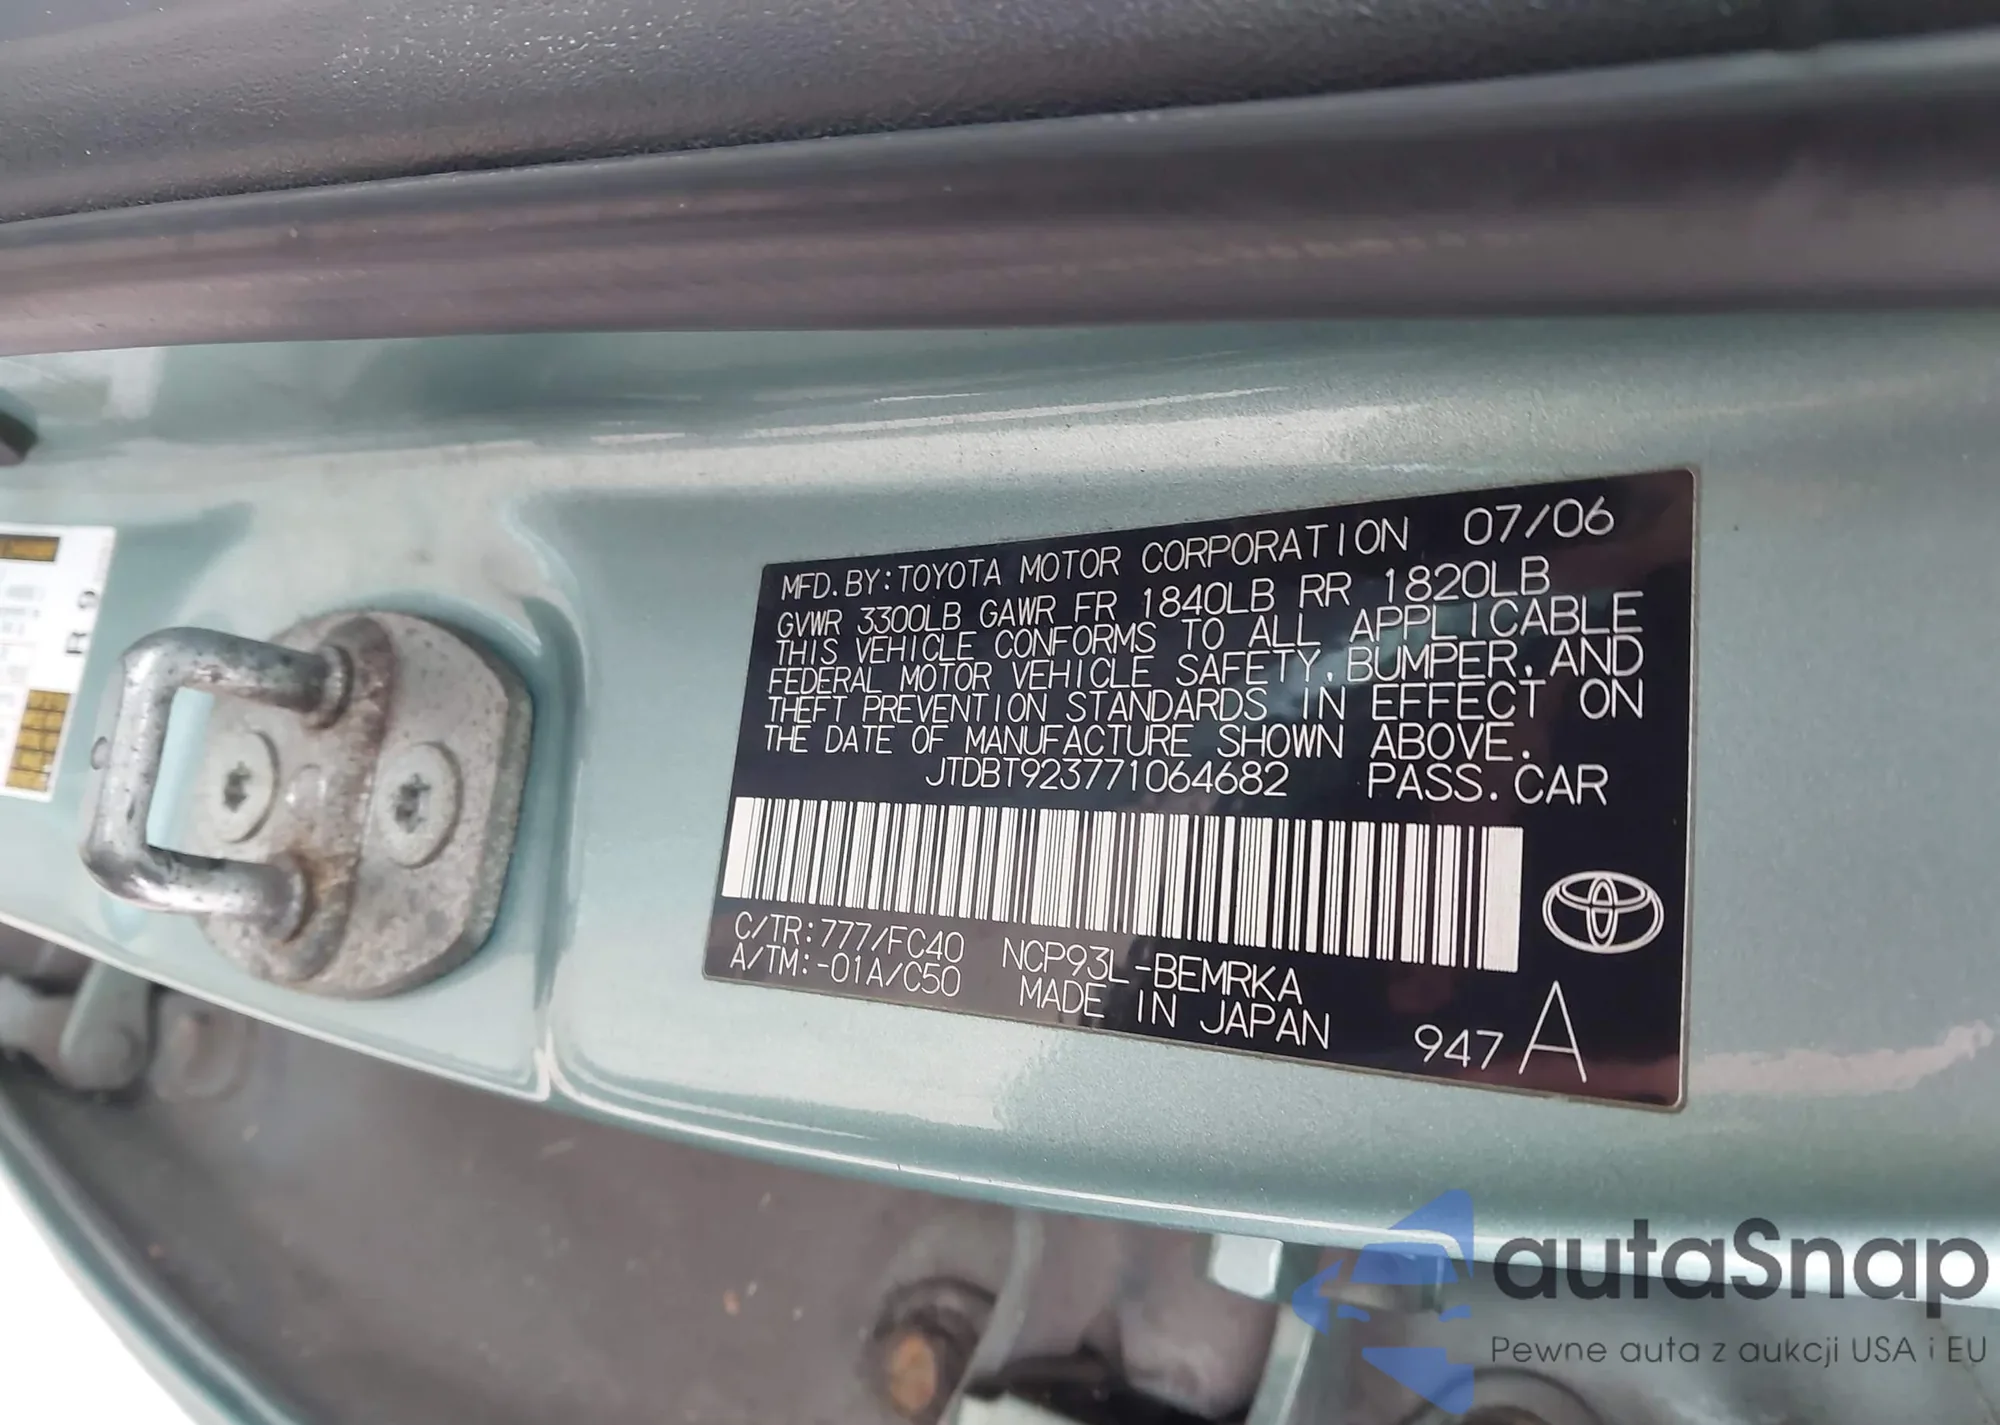 MFD.BY:TOYOTA MOTOR CORPORATION 07/06
GVWR 3300LB GAWR FR 1840LB RR 1820LB
THIS VEHICLE CONFORMS TO ALL APPLICABLE
FEDERAL MOTOR VEHICLE SAFETY, BUMPER, AND
THEFT PREVENTION STANDARDS IN EFFECT ON
THE DATE OF MANUFACTURE SHOWN ABOVE.
JTDBT923771064682 PASS. CAR
C/TR:777/FC40 NCP93L-BEMRKA
A/TM:-01A/C50 MADE IN JAPAN
947 A
autaSnap
Pewne auta z aukcji USA i EU